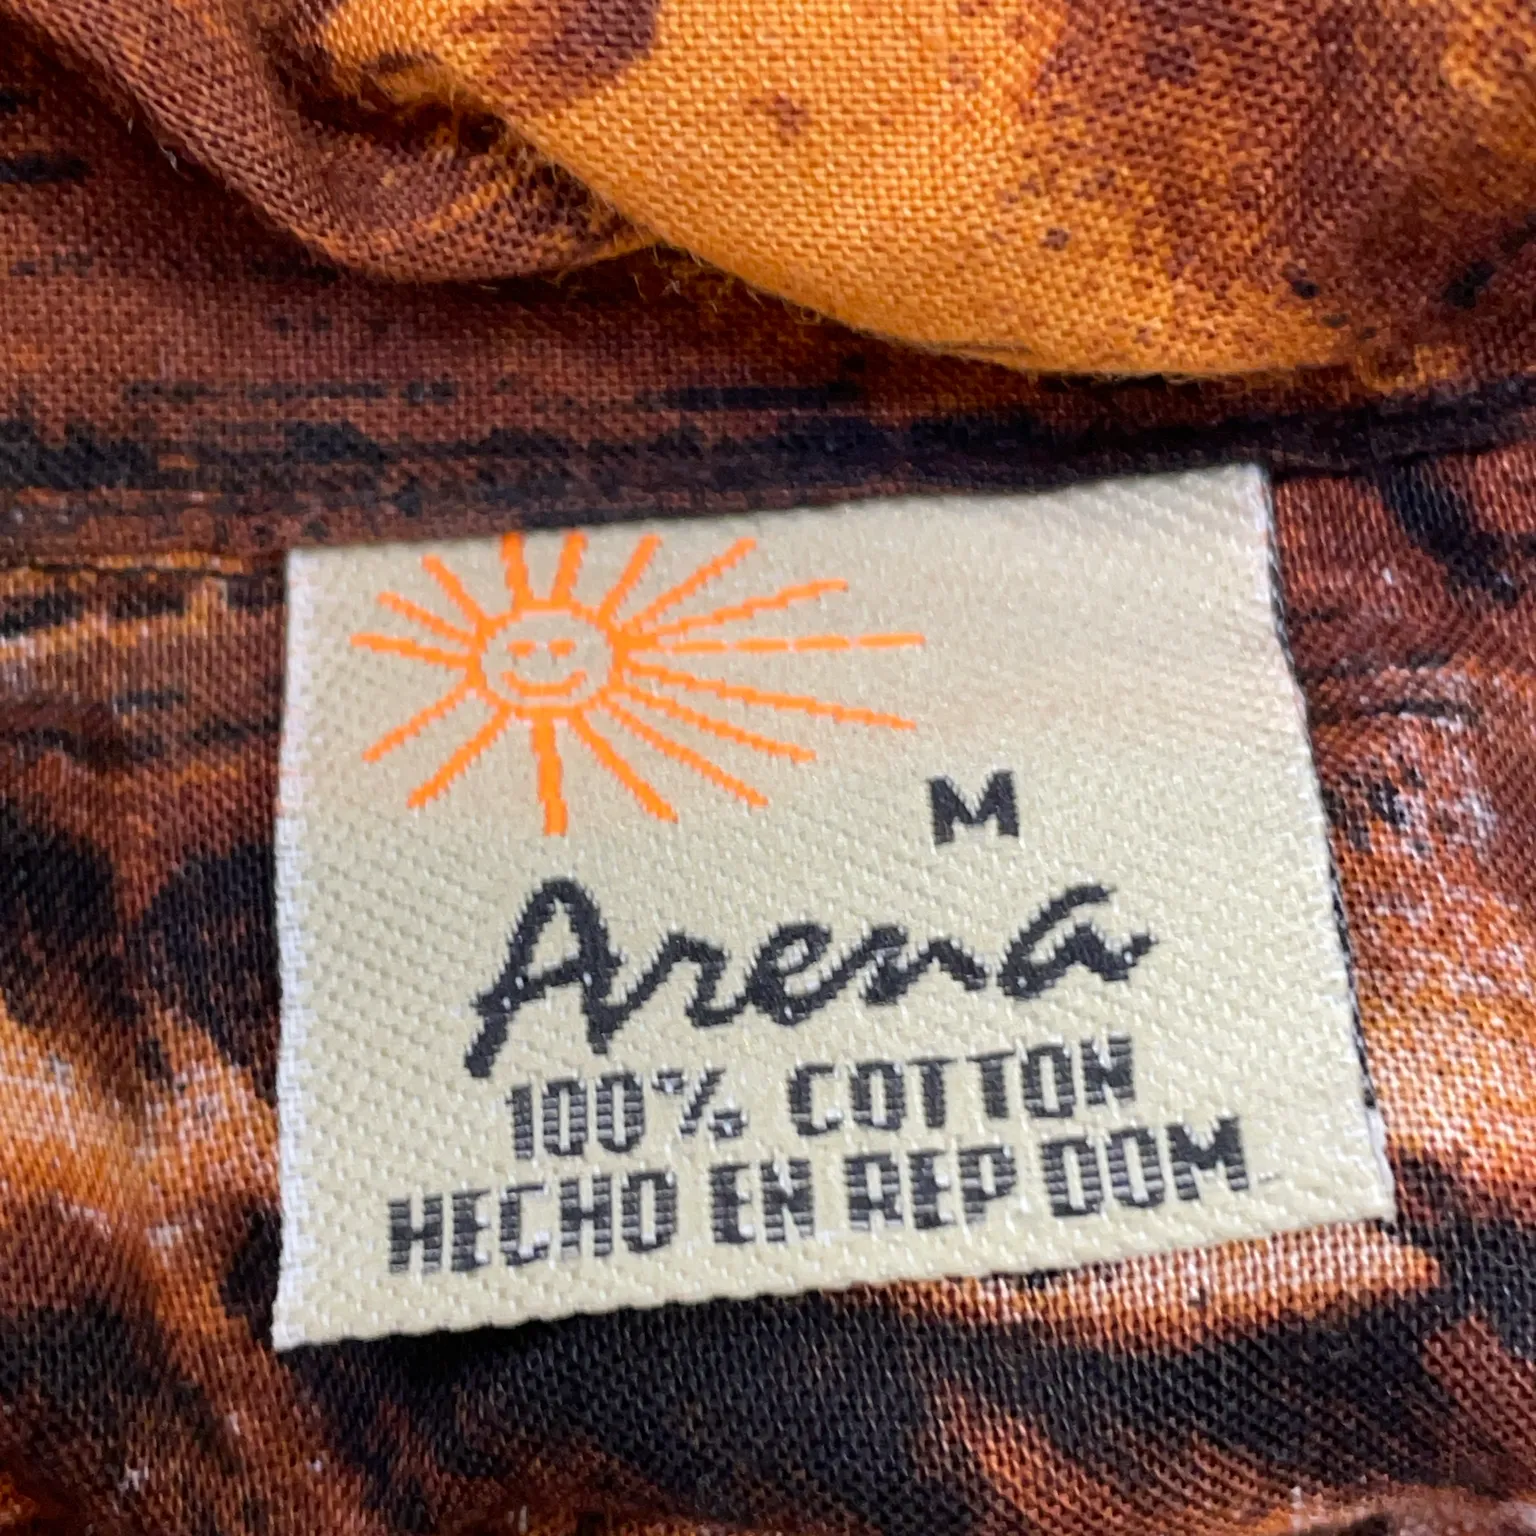 M
Arena
100% COTTON
HECHO EN REP DOM